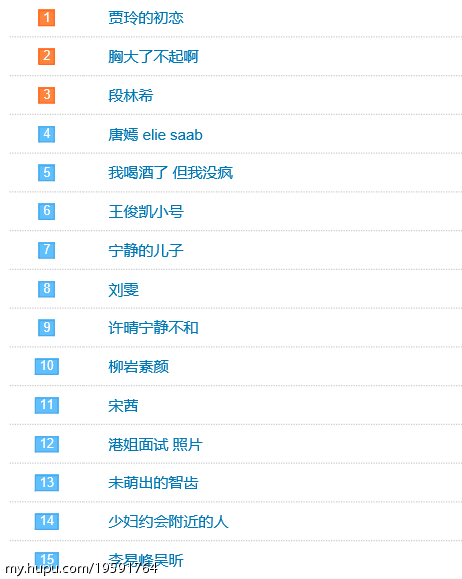 1 贾玲的初恋
2 胸大了不起啊
3 段林希
4 唐嫣 elie saab
5 我喝酒了 但我没疯
6 王俊凯小号
7 宁静的儿子
8 刘雯
9 许晴宁静不和
10 柳岩素颜
11 宋茜
12 港姐面试 照片
13 未萌出的智齿
14 少妇约会附近的人
15 李易峰吴昕
my.hupu.com/19591764